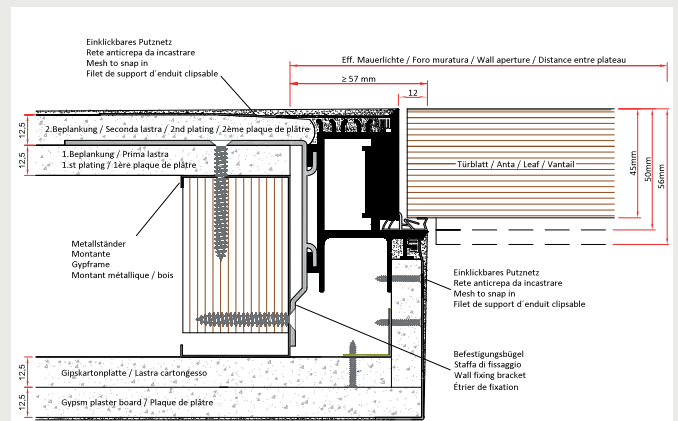 Einklickbares Putznetz
Rete anticrepa da incastrare
Mesh to snap in
Filet de support d´enduit clipsable
Eff. Mauerlichte / Foro muratura / Wall aperture / Distance entre plateau
≥ 57 mm
12
12,5
2.Beplankung / Seconda lastra / 2nd plating / 2ème plaque de plâtre
12,5
1.Beplankung / Prima lastra
1.st plating / 1ère plaque de plâtre
Türblatt / Anta / Leaf / Vantail
45mm
50mm
56mm
Metallständer
Montante
Gypframe
Montant métallique / bois
Einklickbares Putznetz
Rete anticrepa da incastrare
Mesh to snap in
Filet de support d´enduit clipsable
Befestigungsbügel
Staffa di fissaggio
Wall fixing bracket
Étrier de fixation
12,5
Gipskartonplatte / Lastra cartongesso
12,5
Gypsm plaster board / Plaque de plâtre